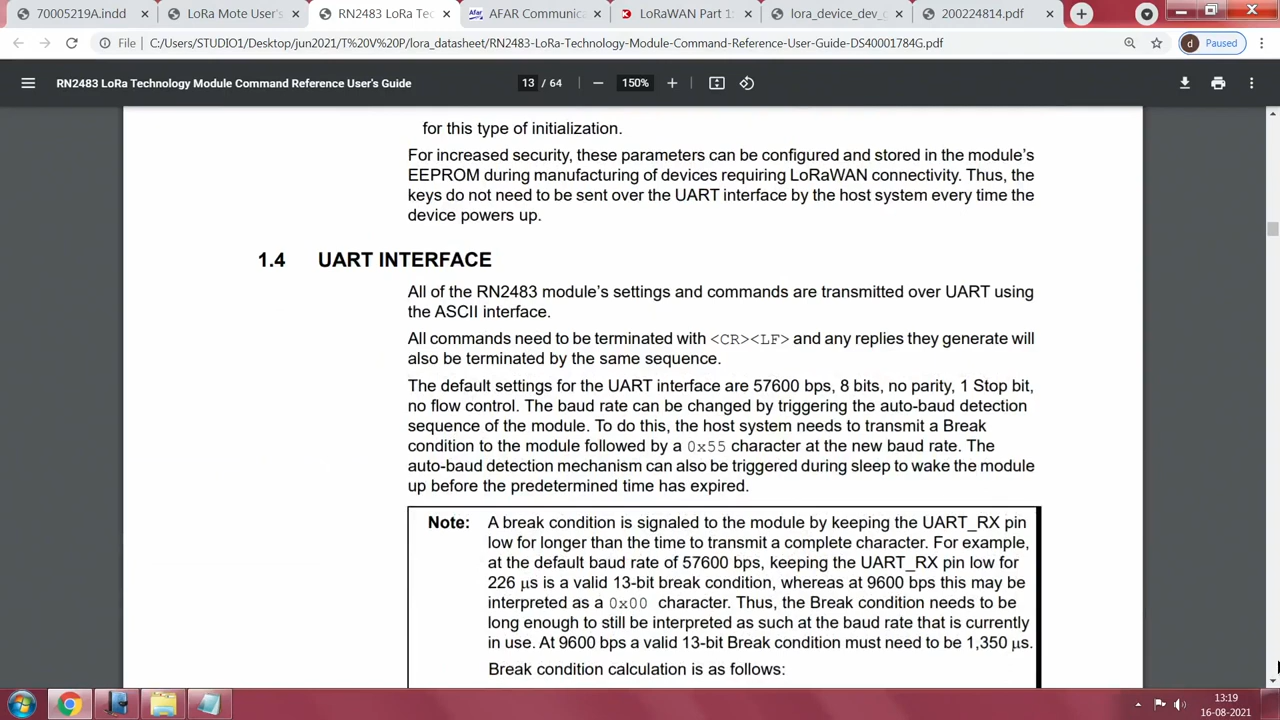 70005219A.indd
LoRa Mote User's
RN2483 LoRa Tec
AFAR Communica
LoRaWAN Part 1:
lora_device_dev_
2000224814.pdf
File C:/Users/STUDIO1/Desktop/jun2021/T%20V%20P/lora_datasheet/RN2483-LoRa-Technology-Module-Command-Reference-User-Guide-DS40001784G.pdf
d Paused
RN2483 LoRa Technology Module Command Reference User's Guide
13 / 64
150%
for this type of initialization.
For increased security, these parameters can be configured and stored in the module's
EEPROM during manufacturing of devices requiring LoRaWAN connectivity. Thus, the
keys do not need to be sent over the UART interface by the host system every time the
device powers up.
1.4 UART INTERFACE
All of the RN2483 module's settings and commands are transmitted over UART using
the ASCII interface.
All commands need to be terminated with <CR><LF> and any replies they generate will
also be terminated by the same sequence.
The default settings for the UART interface are 57600 bps, 8 bits, no parity, 1 Stop bit,
no flow control. The baud rate can be changed by triggering the auto-baud detection
sequence of the module. To do this, the host system needs to transmit a Break
condition to the module followed by a 0x55 character at the new baud rate. The
auto-baud detection mechanism can also be triggered during sleep to wake the module
up before the predetermined time has expired.
Note: A break condition is signaled to the module by keeping the UART_RX pin
low for longer than the time to transmit a complete character. For example,
at the default baud rate of 57600 bps, keeping the UART_RX pin low for
226 μs is a valid 13-bit break condition, whereas at 9600 bps this may be
interpreted as a 0x00 character. Thus, the Break condition needs to be
long enough to still be interpreted as such at the baud rate that is currently
in use. At 9600 bps a valid 13-bit Break condition must need to be 1,350 μs.
Break condition calculation is as follows:
13:19
16-08-2021